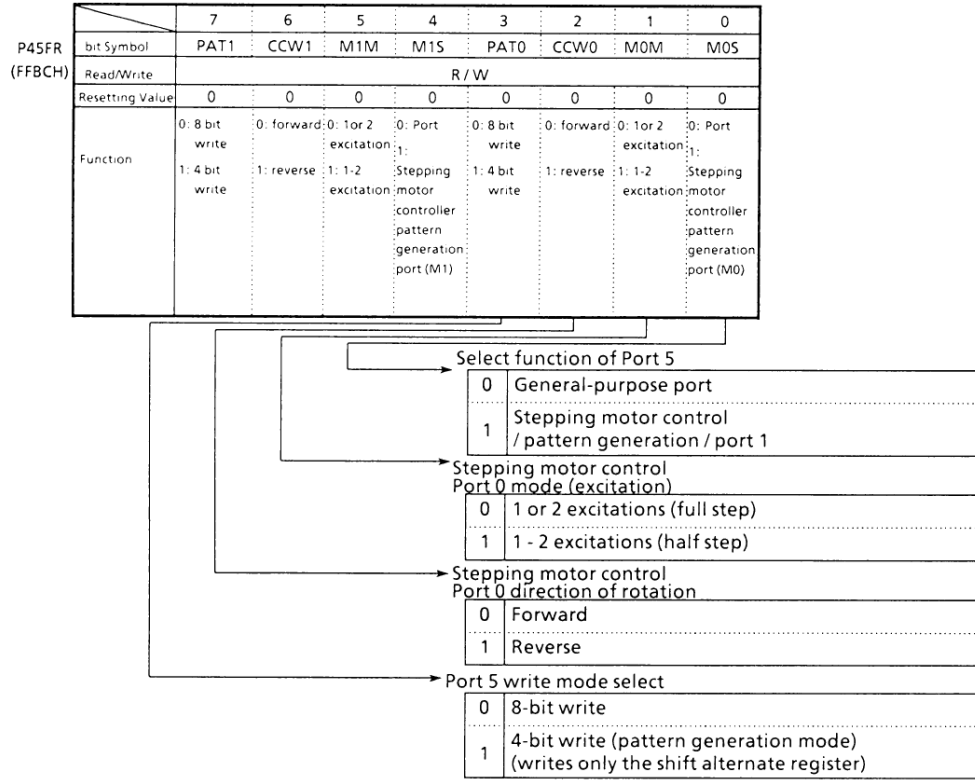 7 6 5 4 3 2 1 0
P45FR bit Symbol PAT1 CCW1 M1M M1S PAT0 CCW0 M0M M0S
(FFBCH) Read/Write R / W
Resetting Value 0 0 0 0 0 0 0 0
0: 8 bit 0: forward 0: 1or 2 0: Port 0: 8 bit 0: forward 0: 1or 2 0: Port
write excitation 1: write excitation 1:
Function
1: 4 bit 1: reverse 1: 1-2 Stepping 1: 4 bit 1: reverse 1: 1-2 Stepping
write excitation motor write excitation motor
controller controller
pattern pattern
generation generation
port (M1) port (M0)
Select function of Port 5
0 General-purpose port
Stepping motor control
1 / pattern generation / port 1
Stepping motor control
Port 0 mode (excitation)
0 1 or 2 excitations (full step)
1 1 - 2 excitations (half step)
Stepping motor control
Port 0 direction of rotation
0 Forward
1 Reverse
Port 5 write mode select
0 8-bit write
4-bit write (pattern generation mode)
1 (writes only the shift alternate register)